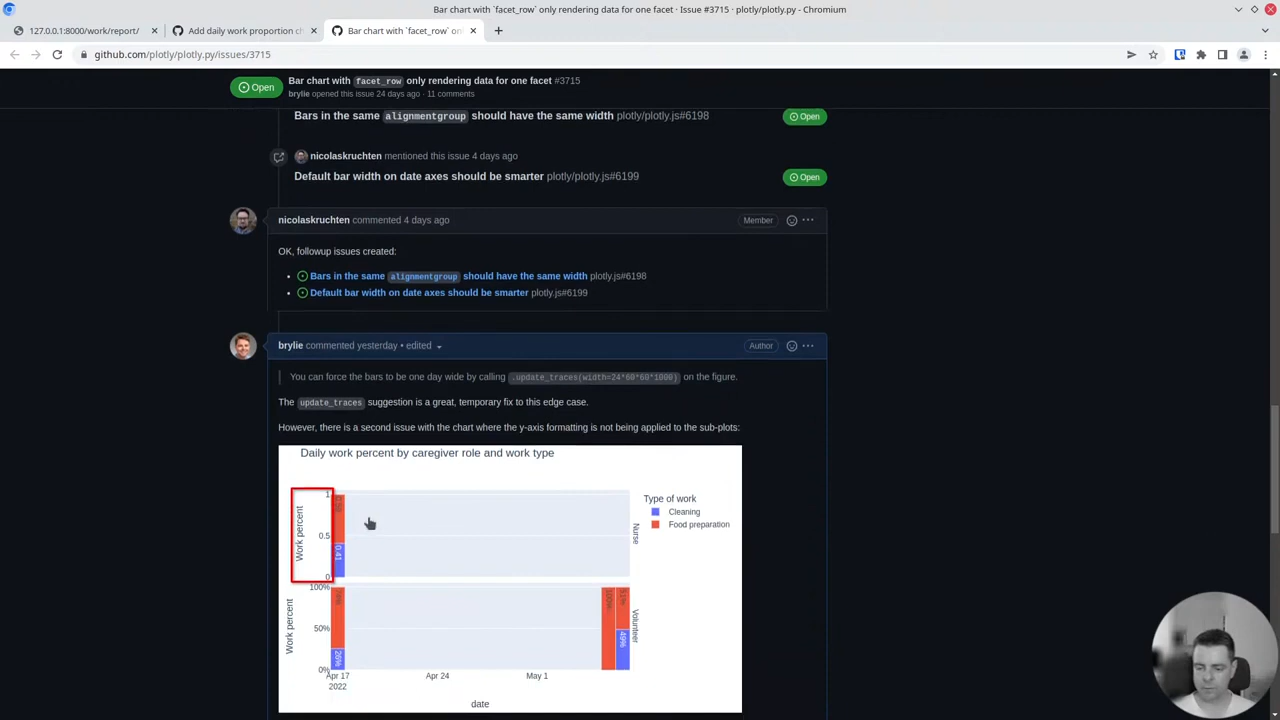 Bar chart with `facet_row` only rendering data for one facet · Issue #3715 · plotly/plotly.py - Chromium
127.0.0.1:8000/work/report/
Add daily work proportion ch
Bar chart with `facet_row` onl
github.com/plotly/plotly.py/issues/3715
Open
Bar chart with facet_row only rendering data for one facet #3715
brylie opened this issue 24 days ago · 11 comments
Bars in the same alignmentgroup should have the same width plotly/plotly.js#6198
Open
nicolaskruchten mentioned this issue 4 days ago
Default bar width on date axes should be smarter plotly/plotly.js#6199
Open
nicolaskruchten commented 4 days ago
Member
OK, followup issues created:
Bars in the same alignmentgroup should have the same width plotly.js#6198
Default bar width on date axes should be smarter plotly.js#6199
brylie commented yesterday • edited
Author
You can force the bars to be one day wide by calling .update_traces(width=24*60*60*1000) on the figure.
The update_traces suggestion is a great, temporary fix to this edge case.
However, there is a second issue with the chart where the y-axis formatting is not being applied to the sub-plots:
Daily work percent by caregiver role and work type
Work percent
1
0.5
0
0.41
Nurse
Type of work
Cleaning
Food preparation
Work percent
100%
50%
0%
26%
100%
51%
49%
Volunteer
Apr 17
2022
Apr 24
May 1
date